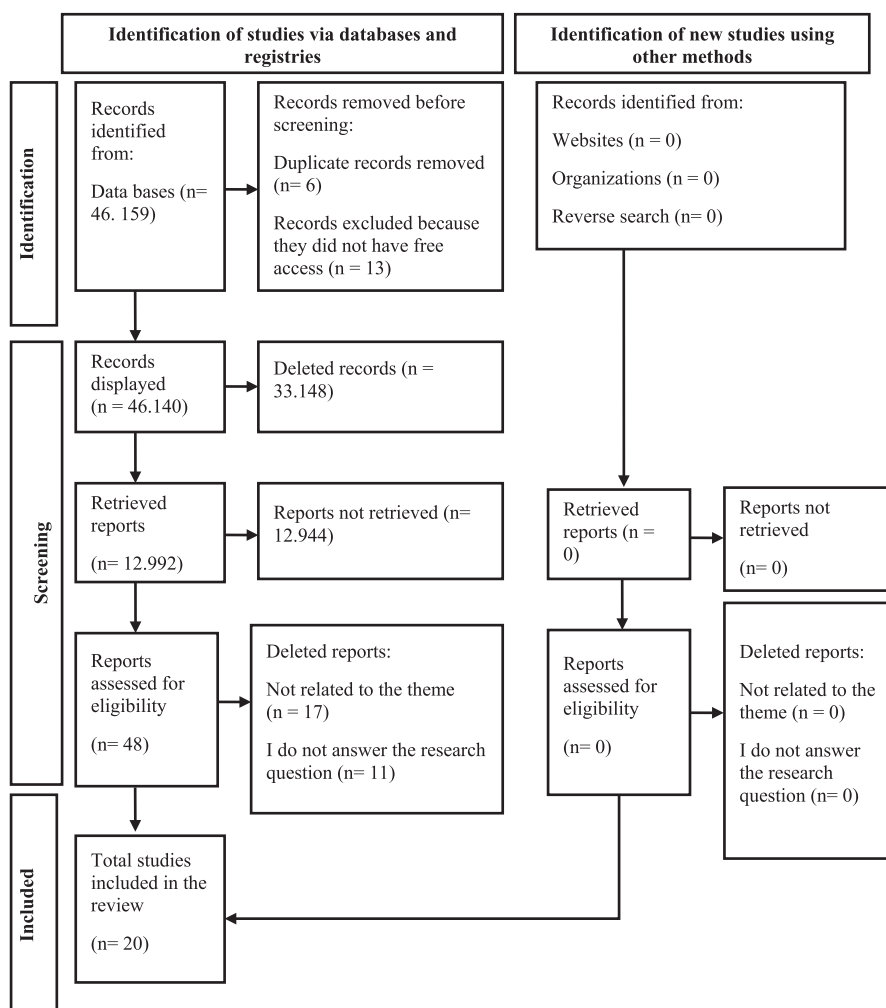 Identification of studies via databases and
registries
Identification of new studies using
other methods
Identification
Records
identified
from:
Data bases (n=
46. 159)
Records removed before
screening:
Duplicate records removed
(n= 6)
Records excluded because
they did not have free
access (n = 13)
Records identified from:
Websites (n = 0)
Organizations (n = 0)
Reverse search (n= 0)
Screening
Records
displayed
(n = 46.140)
Deleted records (n =
33.148)
Retrieved
reports
(n= 12.992)
Reports not retrieved (n=
12.944)
Retrieved
reports (n =
0)
Reports not
retrieved
(n= 0)
Reports
assessed for
eligibility
(n= 48)
Deleted reports:
Not related to the theme
(n = 17)
I do not answer the research
question (n= 11)
Reports
assessed for
eligibility
(n= 0)
Deleted reports:
Not related to the
theme (n = 0)
I do not answer
the research
question (n= 0)
Included
Total studies
included in the
review
(n= 20)